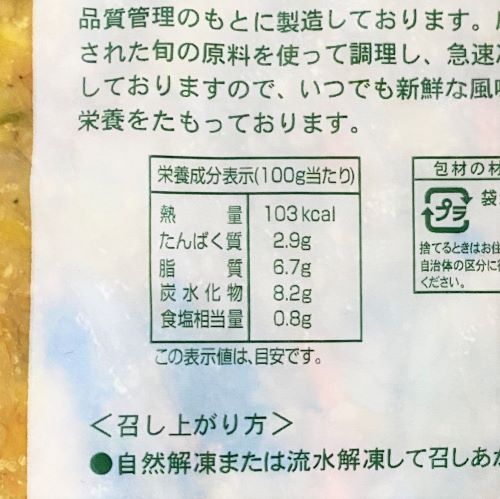 品質管理のもとに製造しております。
された旬の原料を使って調理し、急速
しておりますので、いつでも新鮮な風味
栄養をたもっております。
栄養成分表示(100g当たり)
熱量 103kcal
たんぱく質 2.9g
脂質 6.7g
炭水化物 8.2g
食塩相当量 0.8g
この表示値は、目安です。
包材の材
プラ
袋
捨てるときはお住
自治体の区分に
ください。
＜召し上がり方＞
●自然解凍または流水解凍して召しあが